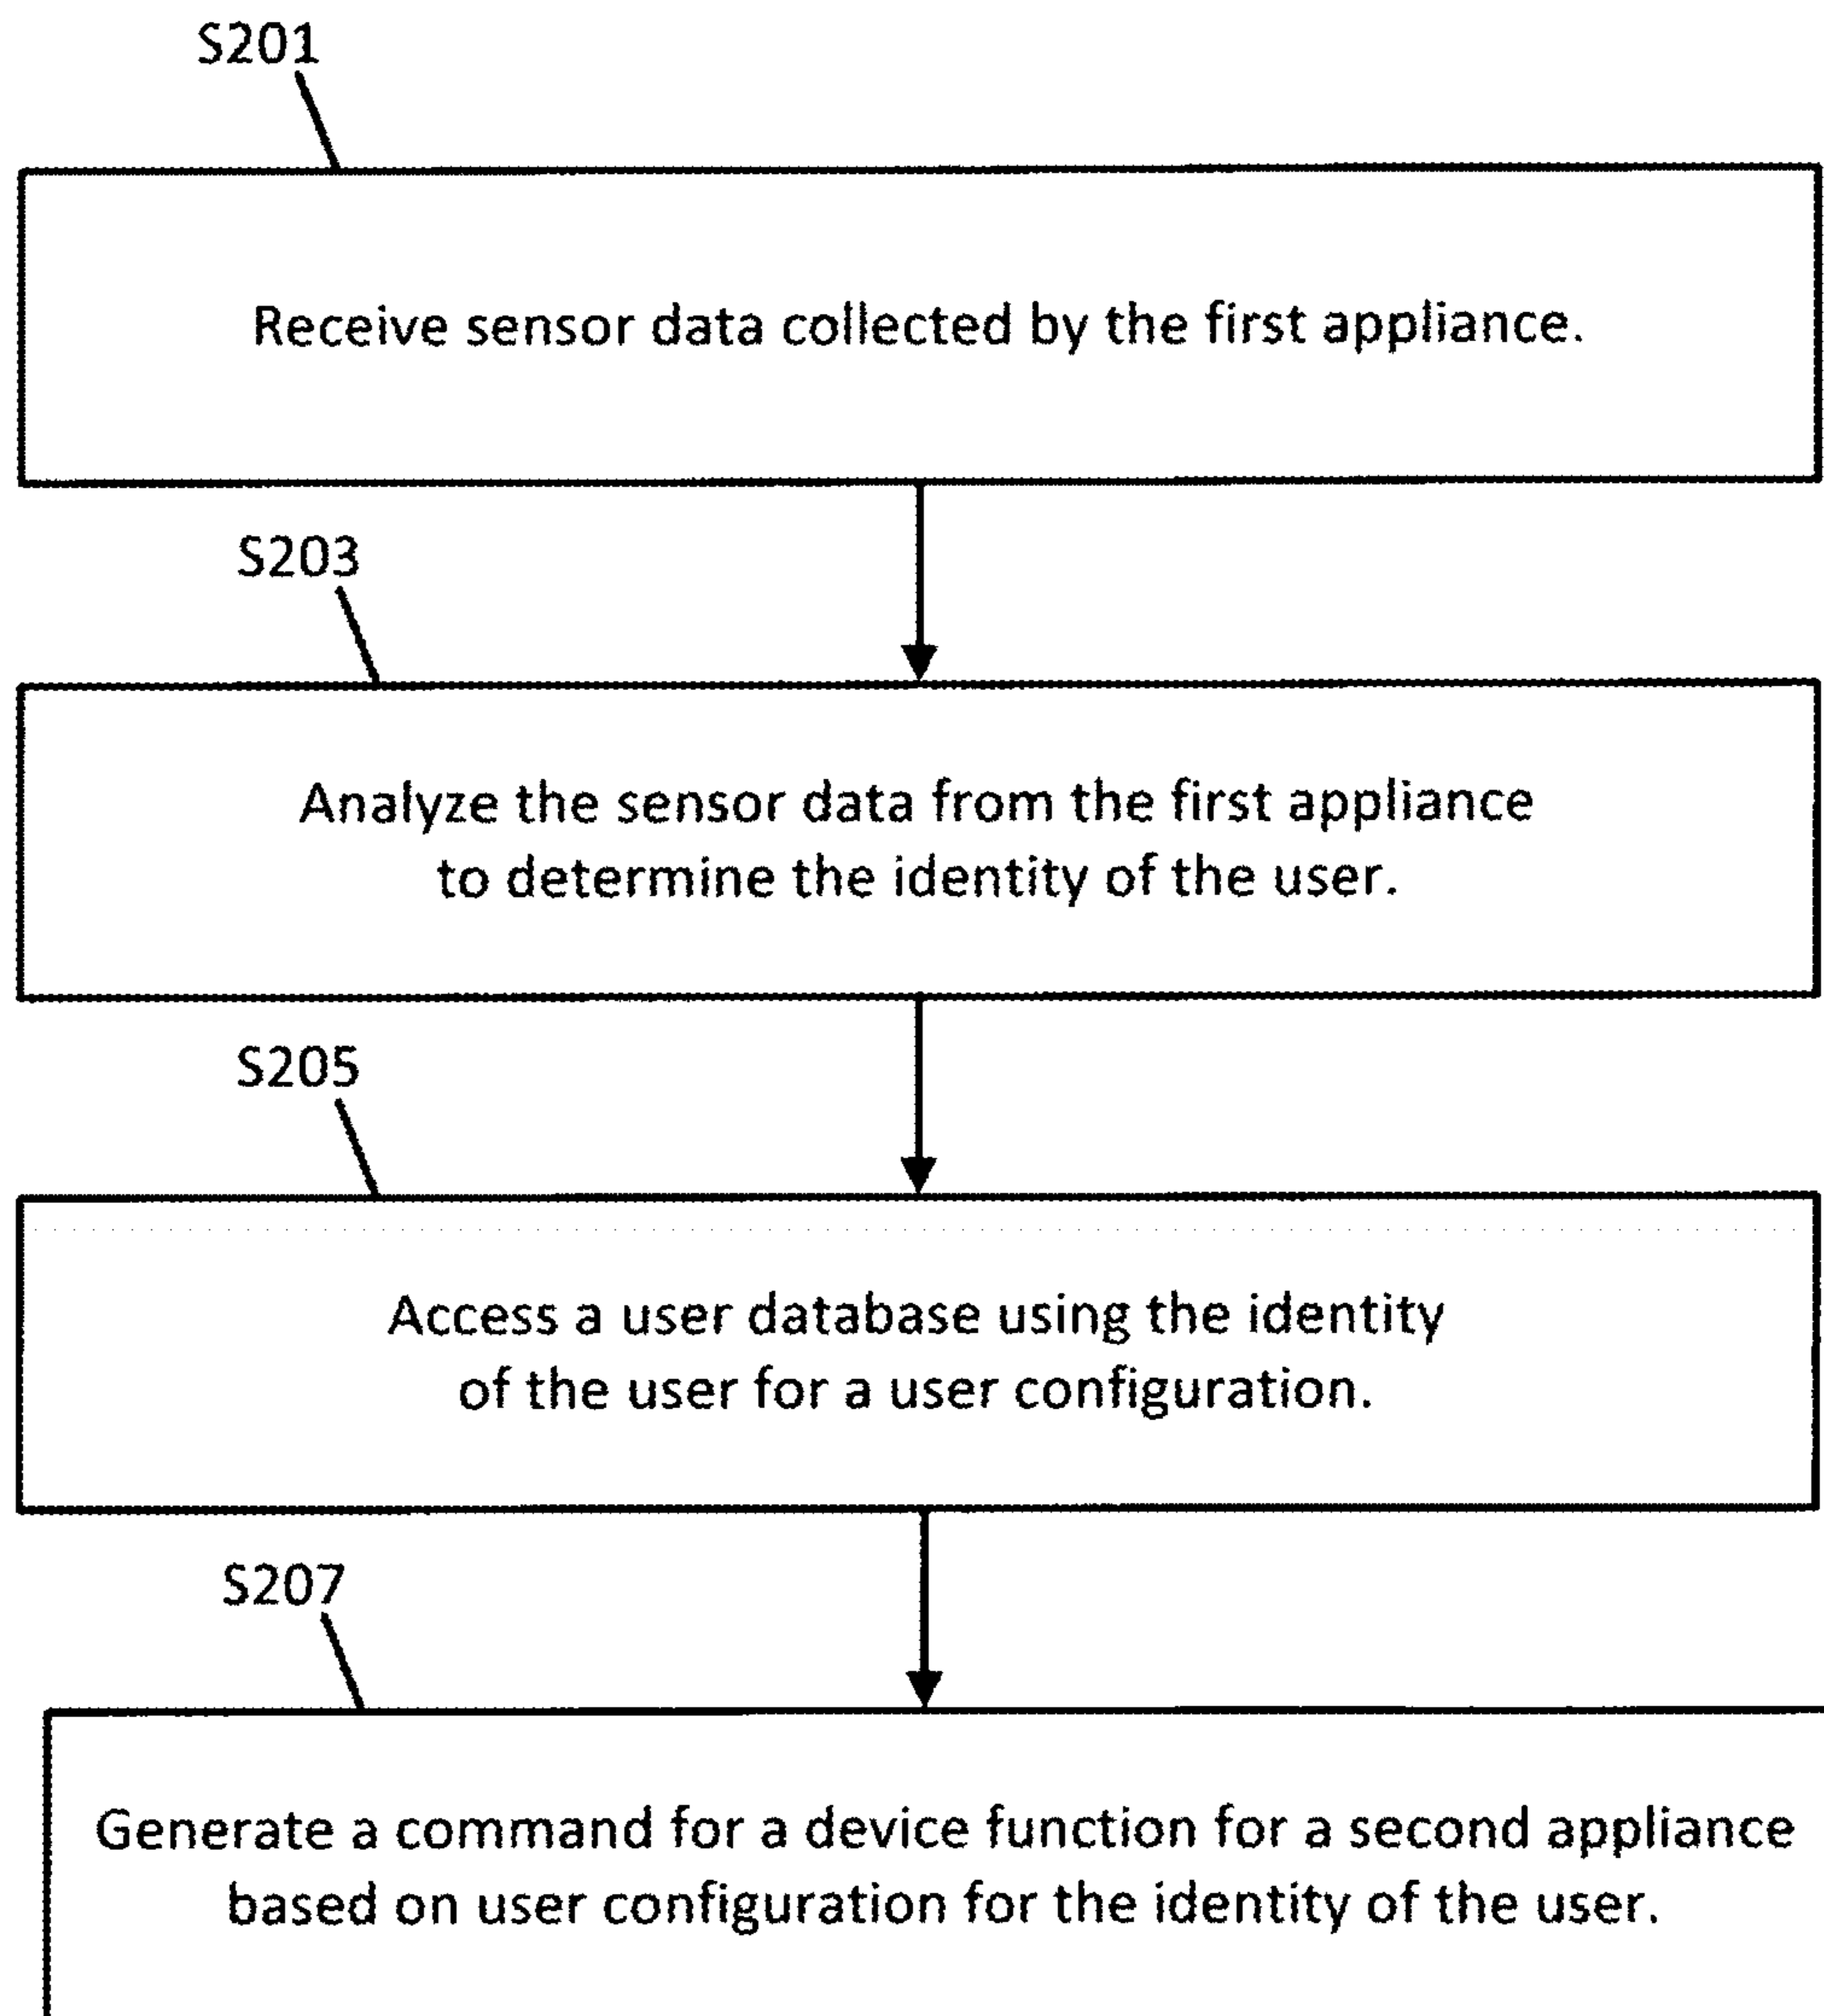 S201
Receive sensor data collected by the first appliance.
S203
Analyze the sensor data from the first appliance
to determine the identity of the user.
S205
Access a user database using the identity
of the user for a user configuration.
S207
Generate a command for a device function for a second appliance
based on user configuration for the identity of the user.